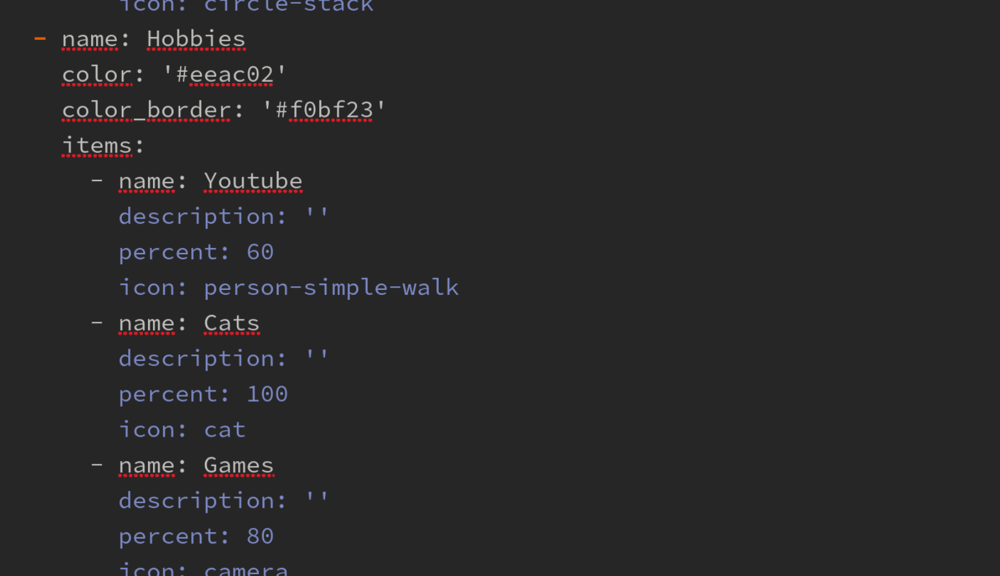 icon: circle-stack
- name: Hobbies
color: '#eeac02'
color_border: '#f0bf23'
items:
- name: Youtube
description: ''
percent: 60
icon: person-simple-walk
- name: Cats
description: ''
percent: 100
icon: cat
- name: Games
description: ''
percent: 80
icon: camera